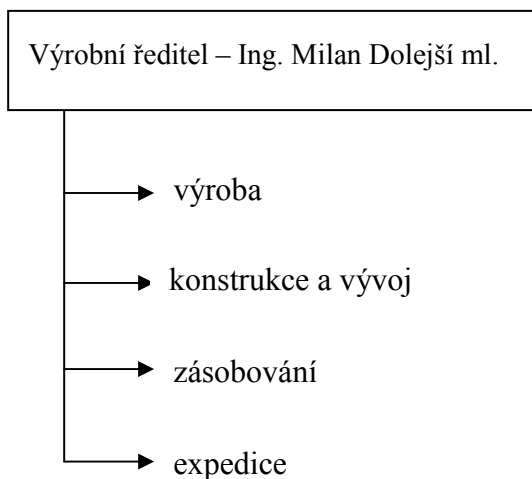 Výrobní ředitel – Ing. Milan Dolejší ml.
výroba
konstrukce a vývoj
zásobování
expedice